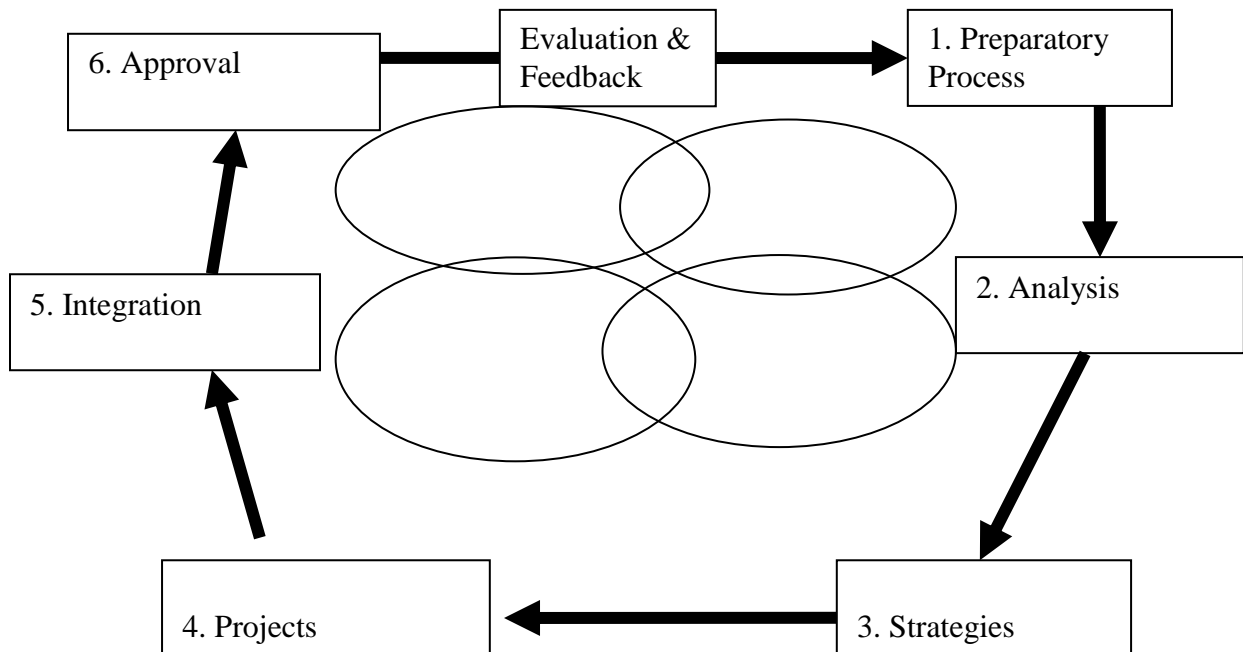 6. Approval
Evaluation &
Feedback
1. Preparatory
Process
5. Integration
2. Analysis
4. Projects
3. Strategies